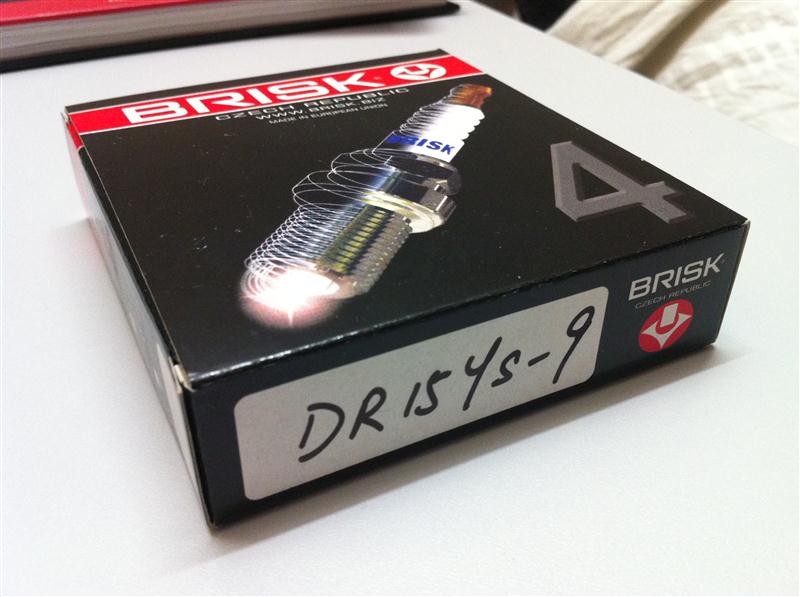 BRISK
CZECH REPUBLIC
WWW.BRISK.BIZ
MADE IN EUROPEAN UNION
BRISK
4
BRISK
CZECH REPUBLIC
DR15YS-9